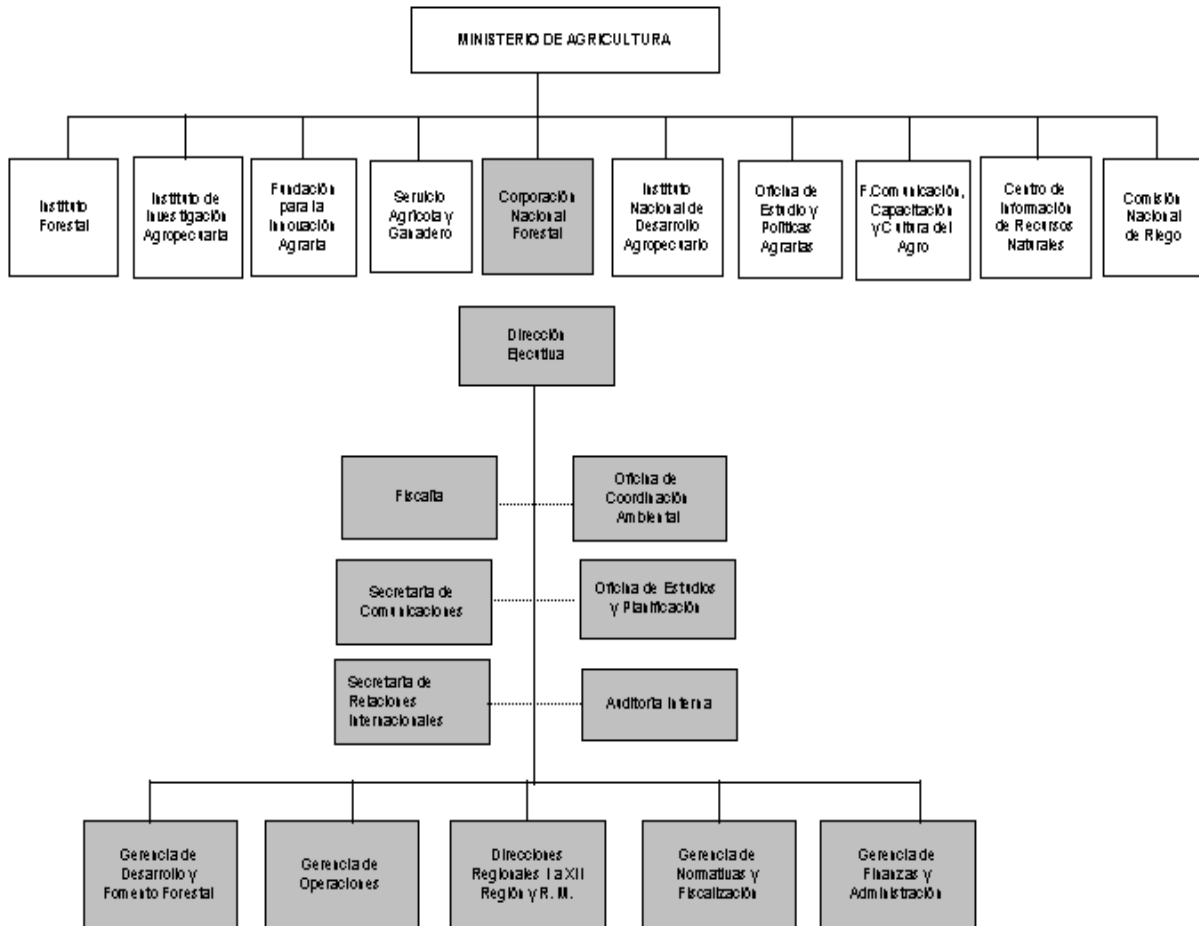 MINISTERIO DE AGRICULTURA
Instituto
Forestal
Instituto de
Investigación
Agropecuaria
Fundación
para la
Innovación
Agraria
Servicio
Agrícola y
Ganadero
Corporación
Nacional
Forestal
Instituto
Nacional de
Desarrollo
Agropecuario
Oficina de
Estudio y
Políticas
Agrarias
F.Comunicación,
Capacitación
y Cultura del
Agro
Centro de
Información
de Recursos
Naturales
Comisión
Nacional
de Riego
Dirección
Ejecutiva
Fiscalía
Oficina de
Coordinación
Ambiental
Secretaría de
Comunicaciones
Oficina de Estudios
y Planificación
Secretaría de
Relaciones
Internacionales
Auditoría Interna
Gerencia de
Desarrollo y
Fomento Forestal
Gerencia de
Operaciones
Direcciones
Regionales I a XII
Región y R. M.
Gerencia de
Normativas y
Fiscalización
Gerencia de
Finanzas y
Administración